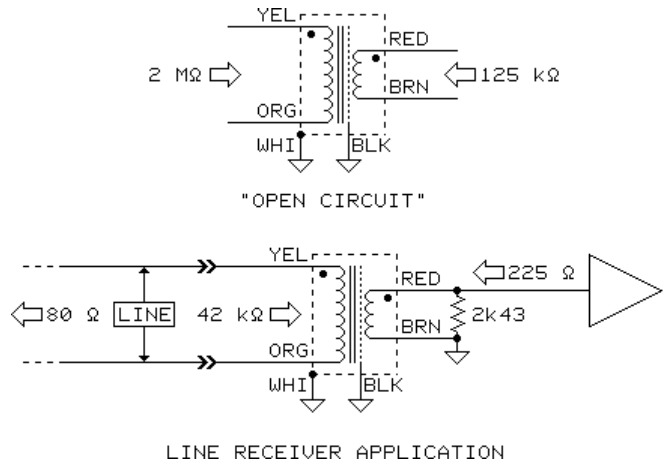 YEL
RED
2 MΩ
125 kΩ
BRN
ORG
WHI
BLK
"OPEN CIRCUIT"
YEL
RED
225 Ω
80 Ω
LINE
42 kΩ
2k43
BRN
ORG
WHI
BLK
LINE RECEIVER APPLICATION